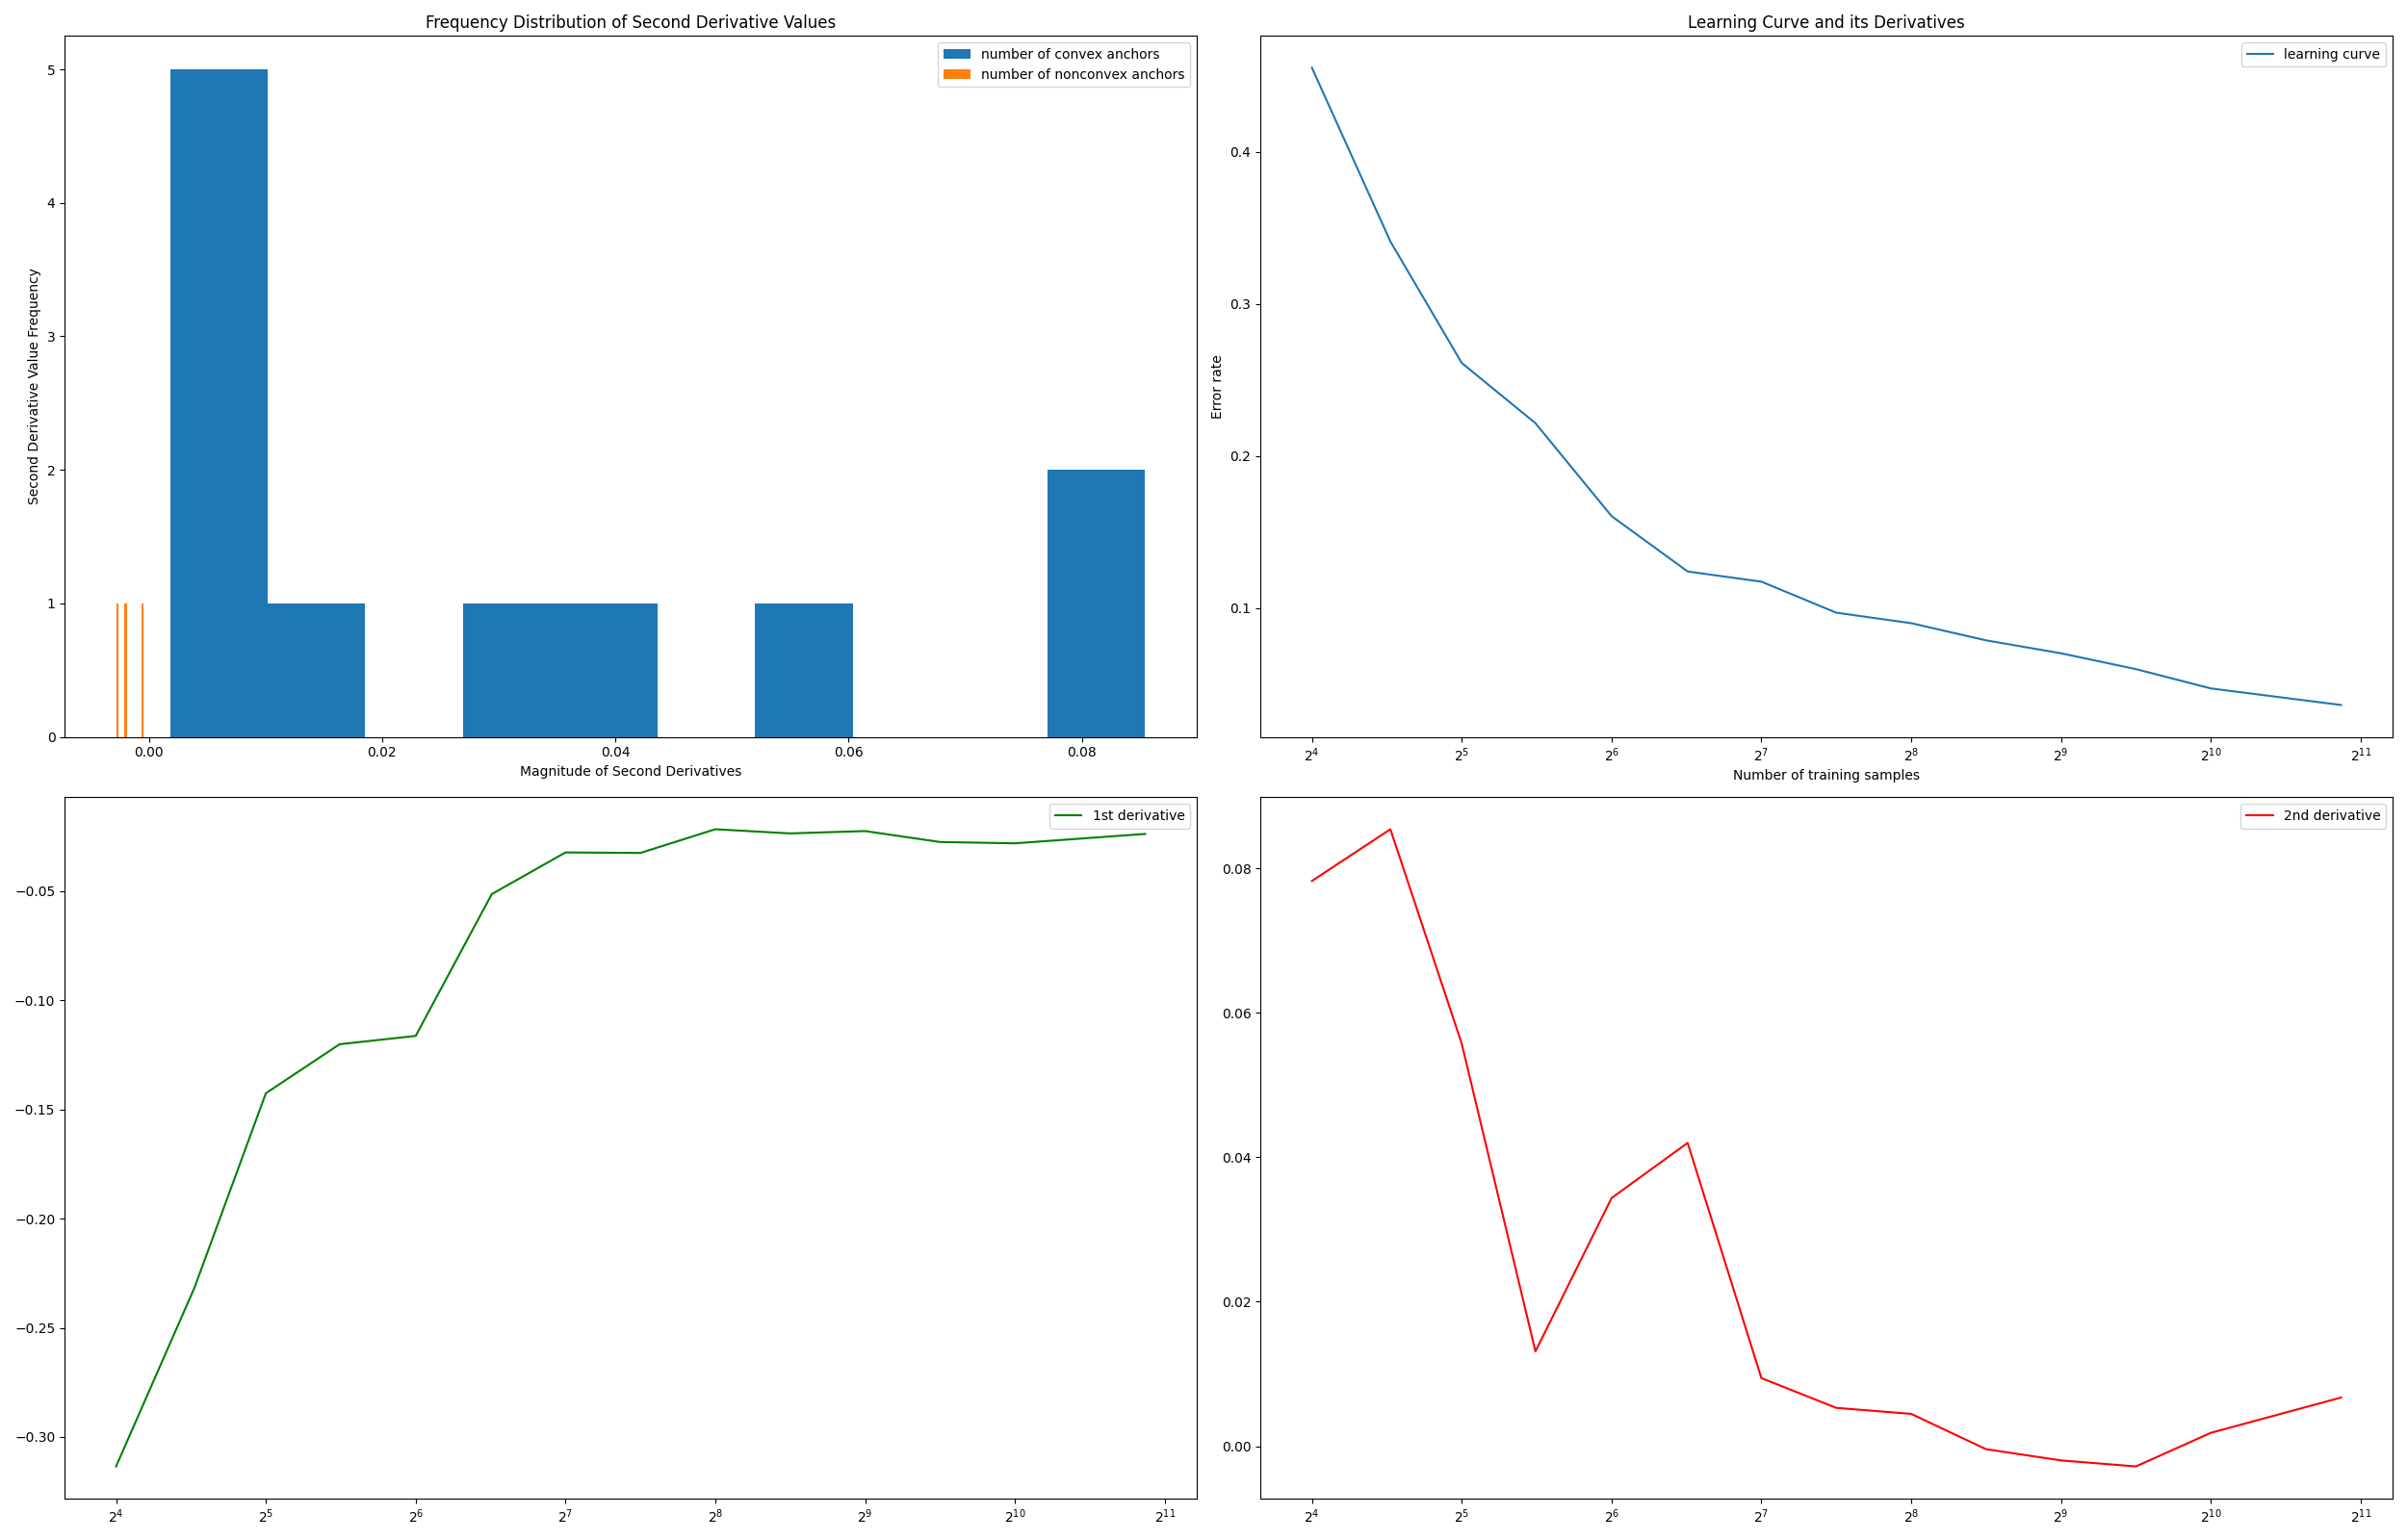 Frequency Distribution of Second Derivative Values
number of convex anchors
number of nonconvex anchors
Second Derivative Value Frequency
5
4
3
2
1
0
0.00 0.02 0.04 0.06 0.08
Magnitude of Second Derivatives
Learning Curve and its Derivatives
learning curve
Error rate
0.4
0.3
0.2
0.1
2⁴ 2⁵ 2⁶ 2⁷ 2⁸ 2⁹ 2¹⁰ 2¹¹
Number of training samples
1st derivative
−0.05
−0.10
−0.15
−0.20
−0.25
−0.30
2⁴ 2⁵ 2⁶ 2⁷ 2⁸ 2⁹ 2¹⁰ 2¹¹
2nd derivative
0.08
0.06
0.04
0.02
0.00
2⁴ 2⁵ 2⁶ 2⁷ 2⁸ 2⁹ 2¹⁰ 2¹¹